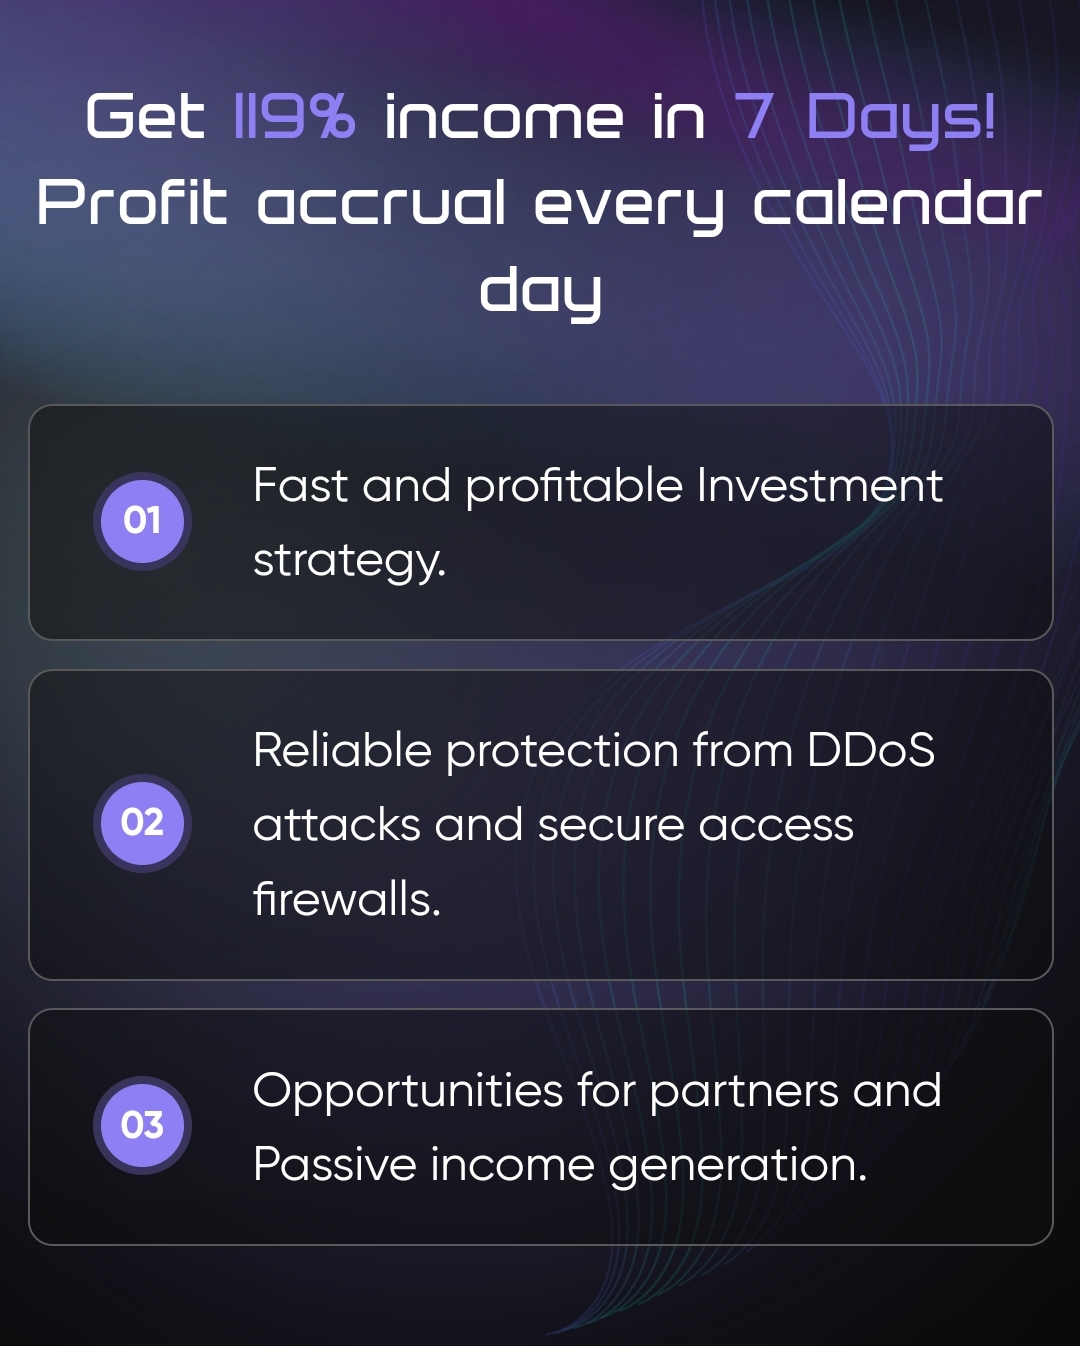 Get 119% income in 7 Days!
Profit accrual every calendar
day
01
Fast and profitable Investment
strategy.
02
Reliable protection from DDoS
attacks and secure access
firewalls.
03
Opportunities for partners and
Passive income generation.